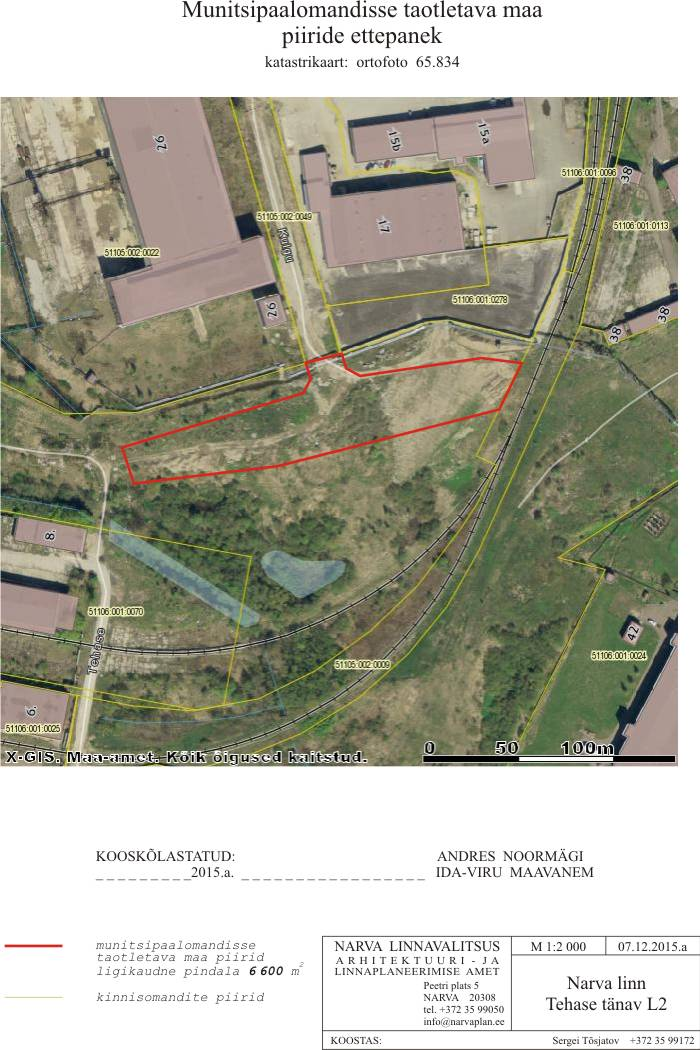 Munitsipaalomandisse taotletava maa
piiride ettepanek
katastrikaart: ortofoto 65.834
26
15b
15a
51106:001:0096
38
51105:002:0049
17
51106:001:0113
Kulgu
51105:002:0022
26
51106:001:0278
38
38
8.
51106:001:0070
42
Tehase
51106:001:0024
51105:002:0009
6.
51106:001:0025
0 50 100m
X-GIS. Maa-amet. Kõik õigused kaitstud.
KOOSKÕLASTATUD: ANDRES NOORMÄGI
_ _ _ _ _ _ _ _ _2015.a. _ _ _ _ _ _ _ _ _ _ _ _ _ _ _ _ _ IDA-VIRU MAAVANEM
munitsipaalomandisse
taotletava maa piirid
ligikaudne pindala 6 600 m²
kinnisomandite piirid
NARVA LINNAVALITSUS
ARHITEKTUURI - JA
LINNAPLANEERIMISE AMET
Peetri plats 5
NARVA 20308
tel. +372 35 99050
info@narvaplan.ee
M 1:2 000 07.12.2015.a
Narva linn
Tehase tänav L2
KOOSTAS: Sergei Tõsjatov +372 35 99172